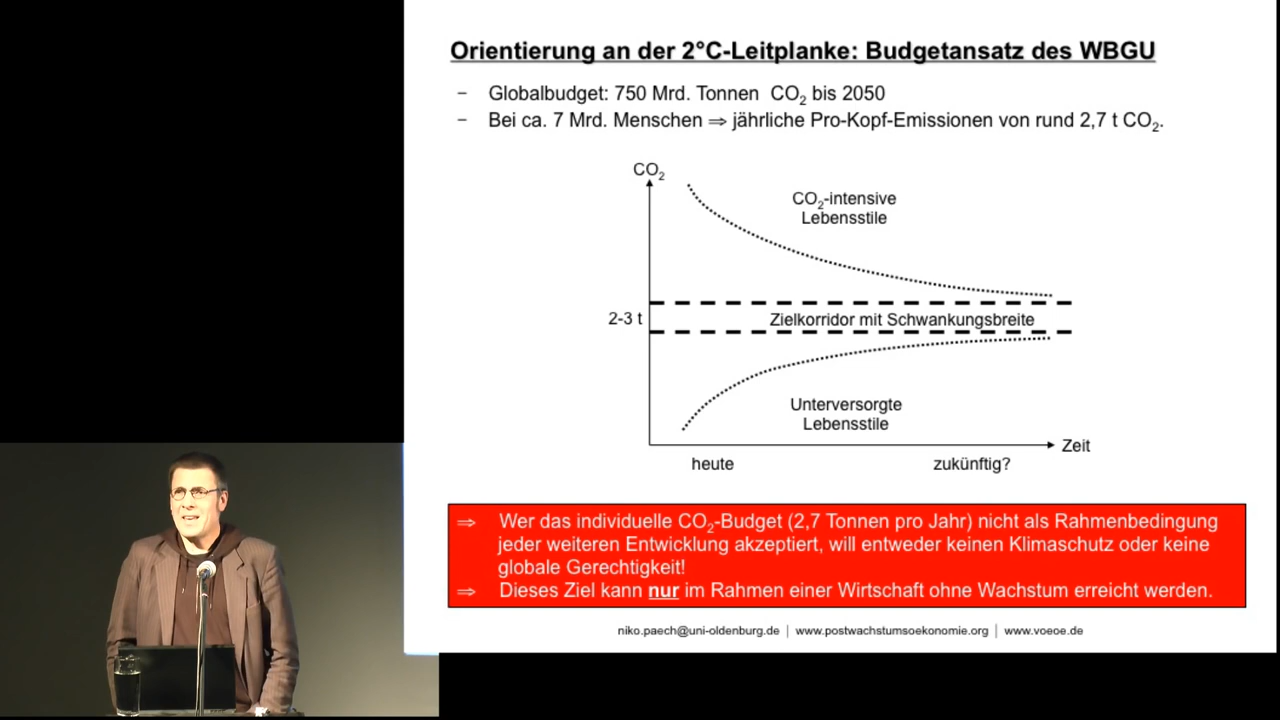 Orientierung an der 2°C-Leitplanke: Budgetansatz des WBGU
– Globalbudget: 750 Mrd. Tonnen CO₂ bis 2050
– Bei ca. 7 Mrd. Menschen ⇒ jährliche Pro-Kopf-Emissionen von rund 2,7 t CO₂.
CO₂
CO₂-intensive
Lebensstile
2-3 t
Zielkorridor mit Schwankungsbreite
Unterversorgte
Lebensstile
Zeit
heute
zukünftig?
⇒ Wer das individuelle CO₂-Budget (2,7 Tonnen pro Jahr) nicht als Rahmenbedingung
jeder weiteren Entwicklung akzeptiert, will entweder keinen Klimaschutz oder keine
globale Gerechtigkeit!
⇒ Dieses Ziel kann nur im Rahmen einer Wirtschaft ohne Wachstum erreicht werden.
niko.paech@uni-oldenburg.de | www.postwachstumsoekonomie.org | www.voeoe.de